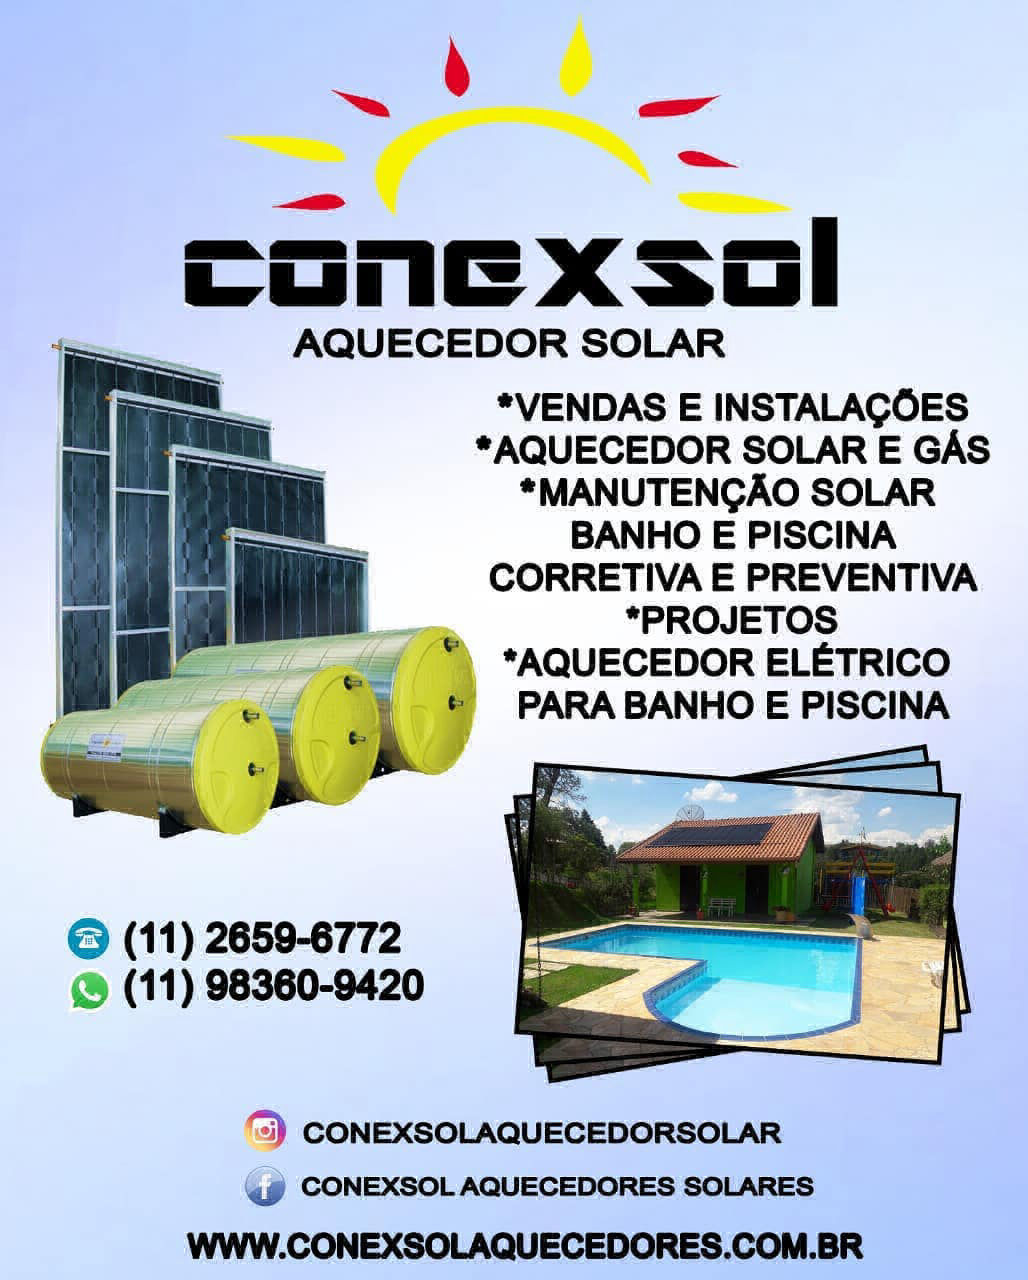 conexsol
AQUECEDOR SOLAR
*VENDAS E INSTALAÇÕES
*AQUECEDOR SOLAR E GÁS
*MANUTENÇÃO SOLAR
BANHO E PISCINA
CORRETIVA E PREVENTIVA
*PROJETOS
*AQUECEDOR ELÉTRICO
PARA BANHO E PISCINA
(11) 2659-6772
(11) 98360-9420
CONEXSOLAQUECEDORSOLAR
CONEXSOL AQUECEDORES SOLARES
WWW.CONEXSOLAQUECEDORES.COM.BR